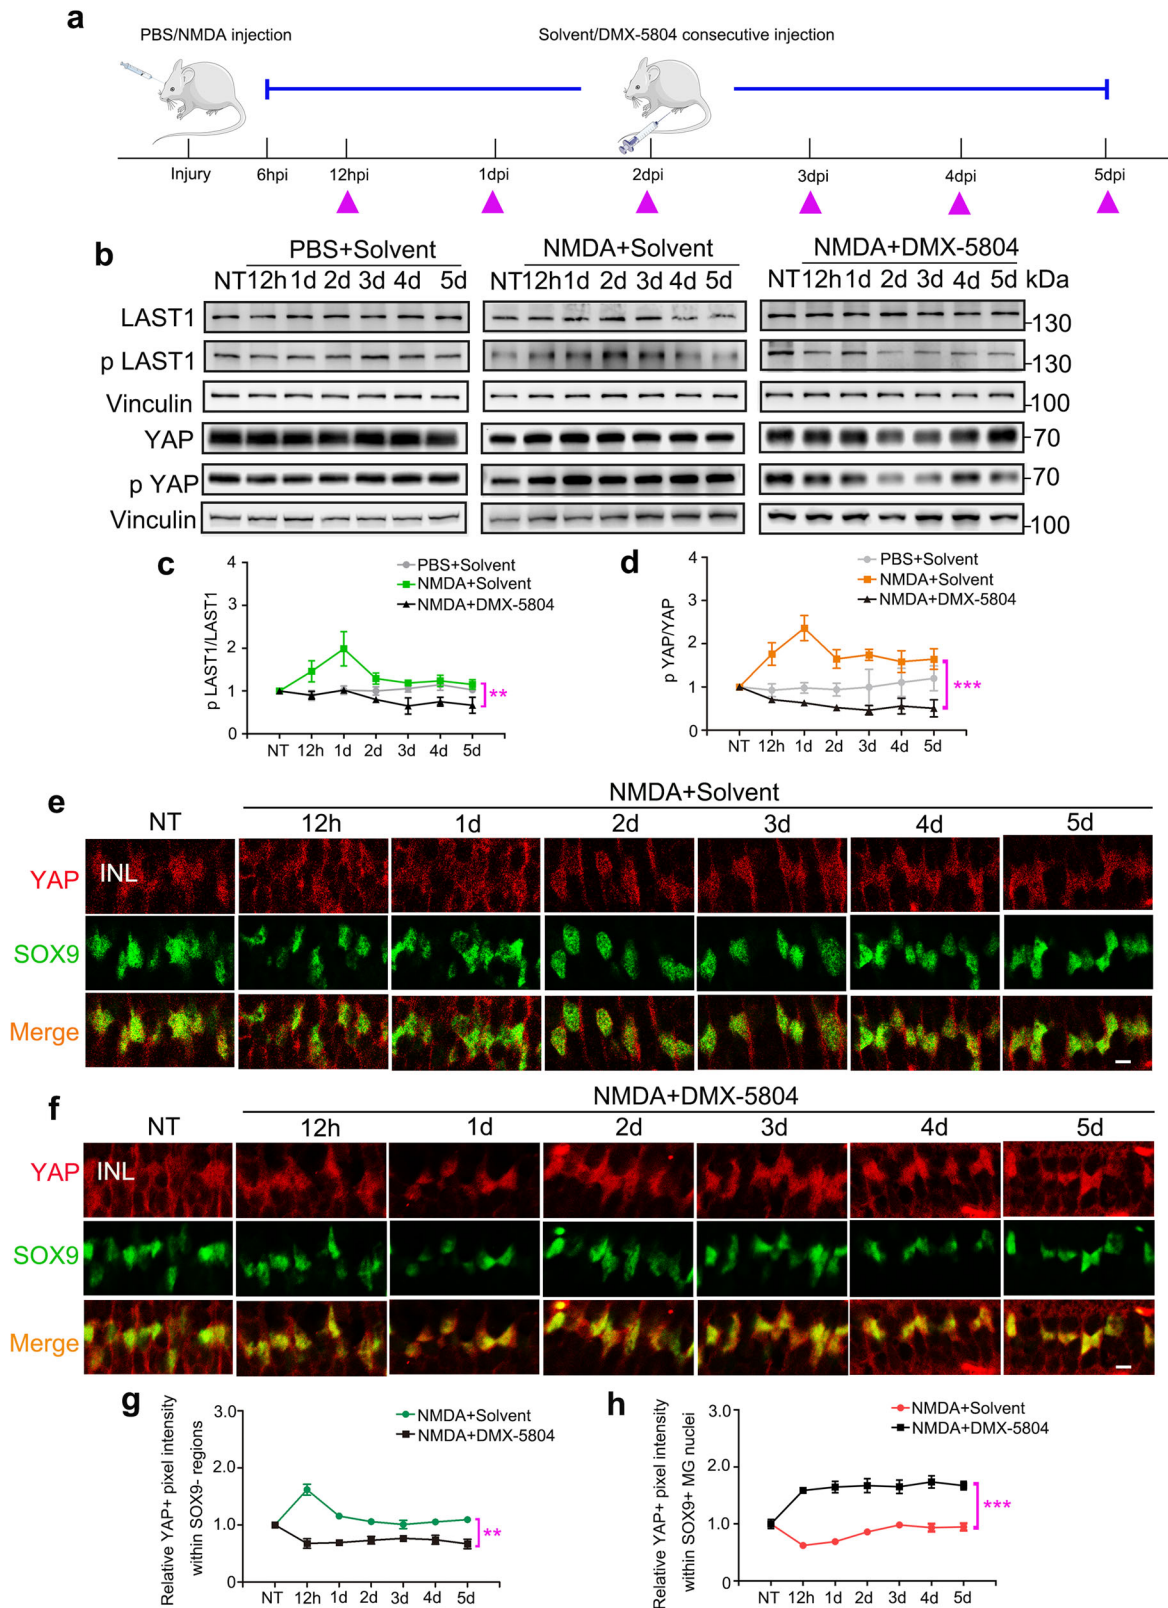 a
PBS/NMDA injection
Solvent/DMX-5804 consecutive injection
Injury 6hpi 12hpi 1dpi 2dpi 3dpi 4dpi 5dpi
b
PBS+Solvent NMDA+Solvent NMDA+DMX-5804
NT 12h 1d 2d 3d 4d 5d NT 12h 1d 2d 3d 4d 5d NT 12h 1d 2d 3d 4d 5d kDa
LAST1 -130
p LAST1 -130
Vinculin -100
YAP -70
p YAP -70
Vinculin -100
c
p LAST1/LAST1
4
3
2
1
0
PBS+Solvent
NMDA+Solvent
NMDA+DMX-5804
**
NT 12h 1d 2d 3d 4d 5d
d
p YAP/YAP
4
3
2
1
0
PBS+Solvent
NMDA+Solvent
NMDA+DMX-5804
***
NT 12h 1d 2d 3d 4d 5d
e
NMDA+Solvent
NT 12h 1d 2d 3d 4d 5d
YAP INL
SOX9
Merge
f
NMDA+DMX-5804
NT 12h 1d 2d 3d 4d 5d
YAP INL
SOX9
Merge
g
Relative YAP+ pixel intensity
within SOX9- regions
3.0
2.0
1.0
0
NMDA+Solvent
NMDA+DMX-5804
**
NT 12h 1d 2d 3d 4d 5d
h
Relative YAP+ pixel intensity
within SOX9+ MG nuclei
3.0
2.0
1.0
0
NMDA+Solvent
NMDA+DMX-5804
***
NT 12h 1d 2d 3d 4d 5d